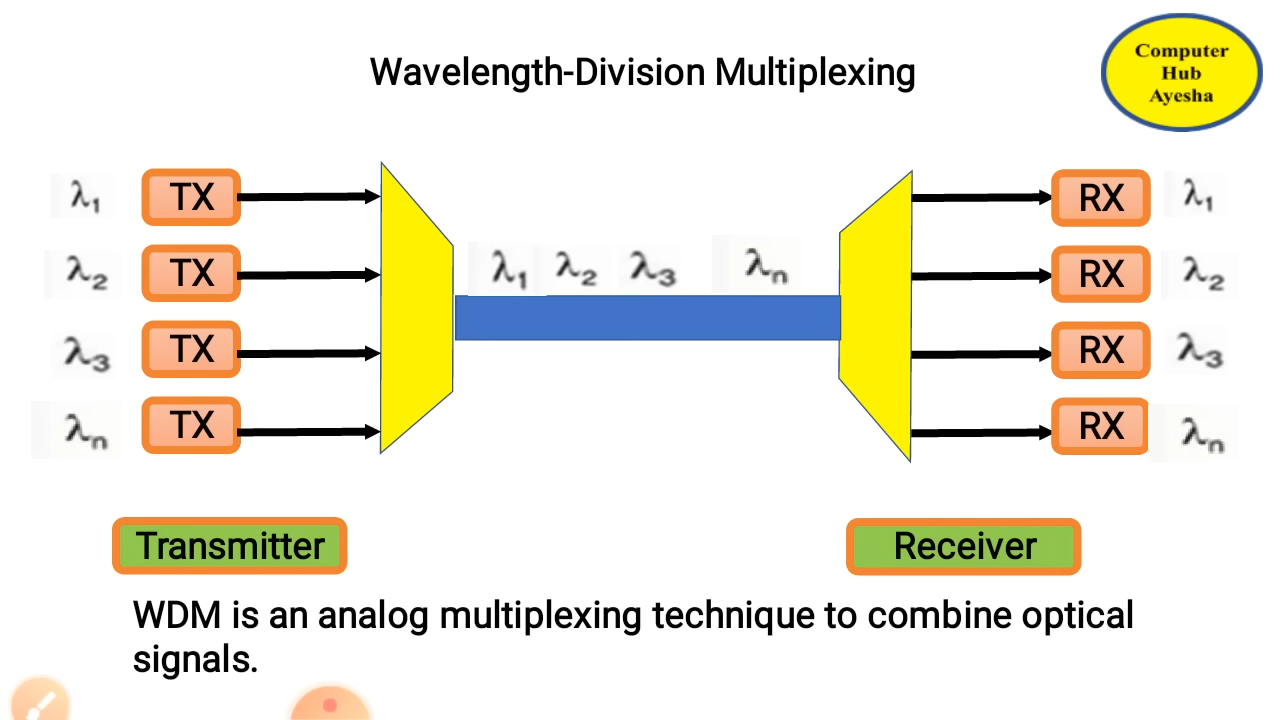 Wavelength-Division Multiplexing
Computer
Hub
Ayesha
λ1 TX RX λ1
λ2 TX RX λ2
λ1 λ2 λ3 λn
λ3 TX RX λ3
λn TX RX λn
Transmitter Receiver
WDM is an analog multiplexing technique to combine optical
signals.